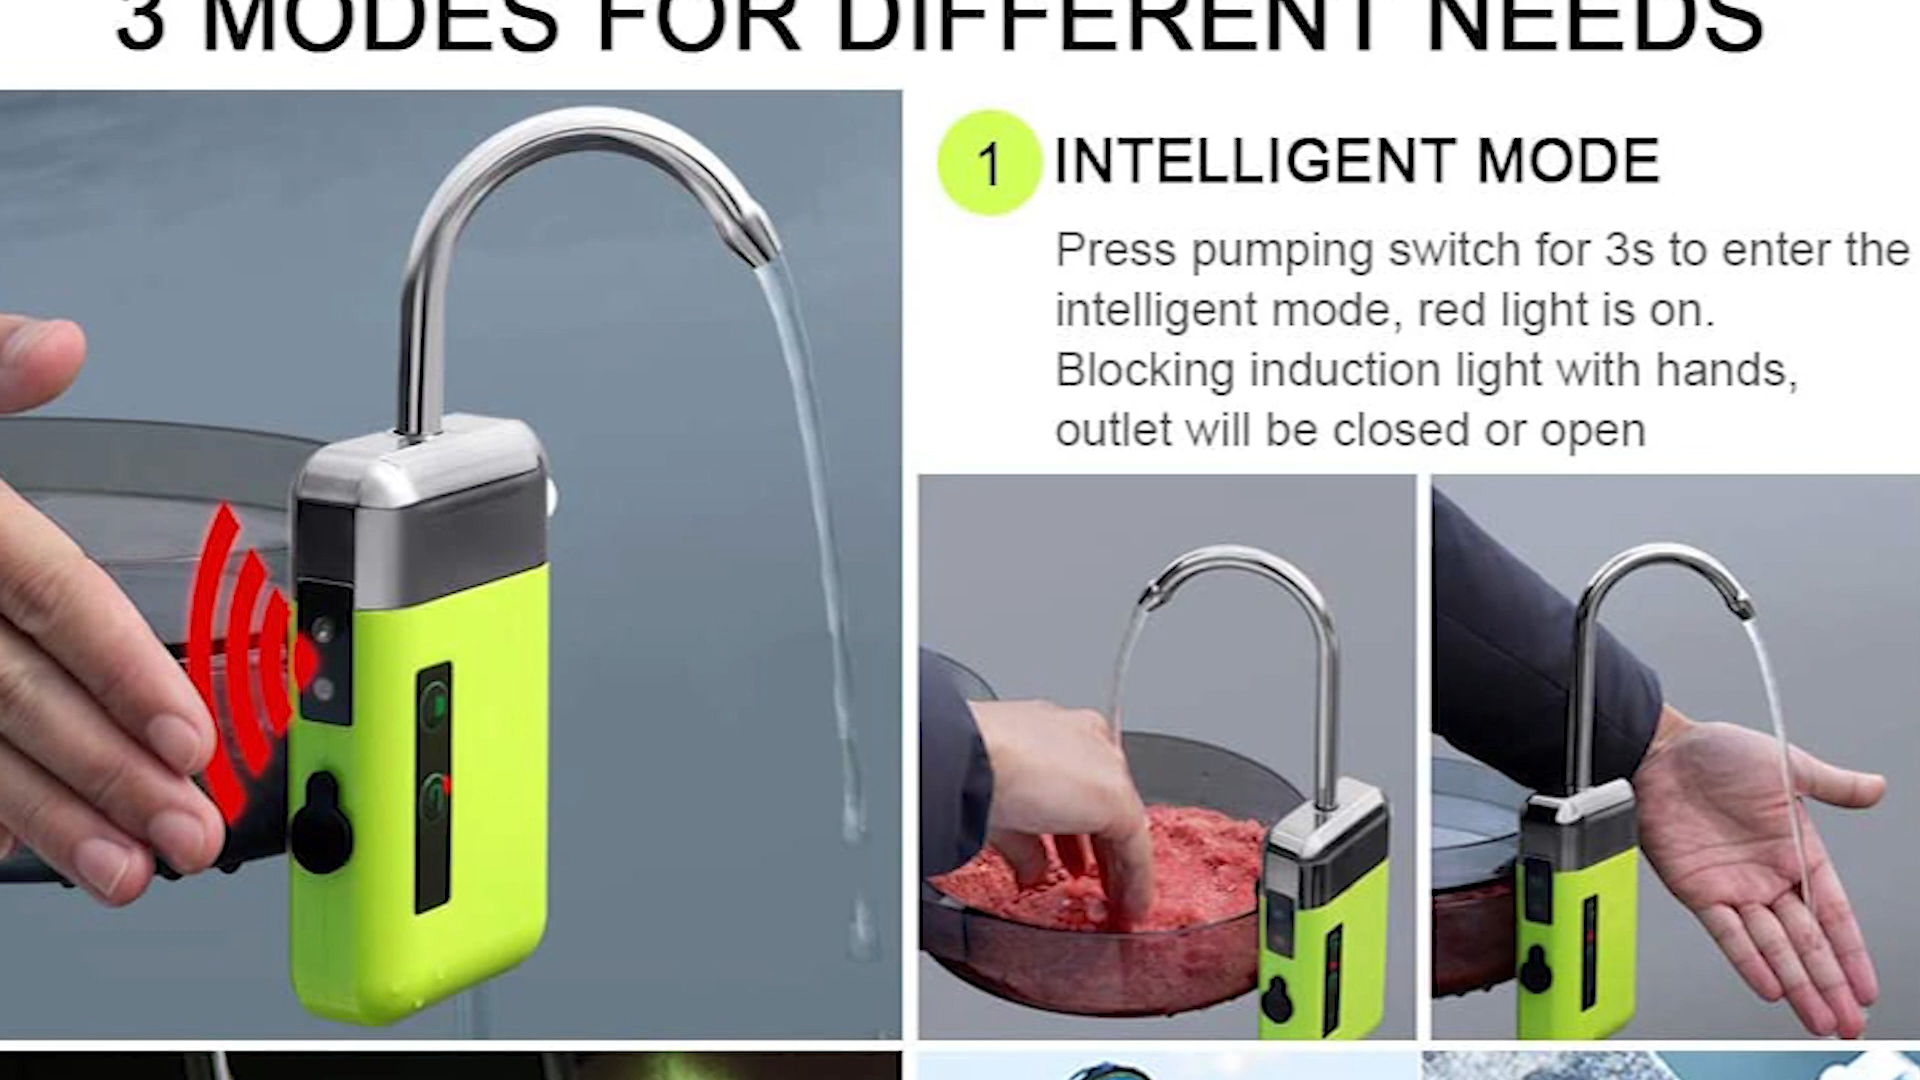 3 MODES FOR DIFFERENT NEEDS
1 INTELLIGENT MODE
Press pumping switch for 3s to enter the
intelligent mode, red light is on.
Blocking induction light with hands,
outlet will be closed or open